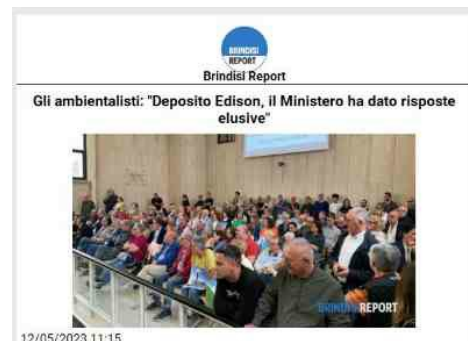 BRINDISI
REPORT
Brindisi Report
Gli ambientalisti: "Deposito Edison, il Ministero ha dato risposte
elusive"
BRINDISI REPORT
12/05/2023 11:15